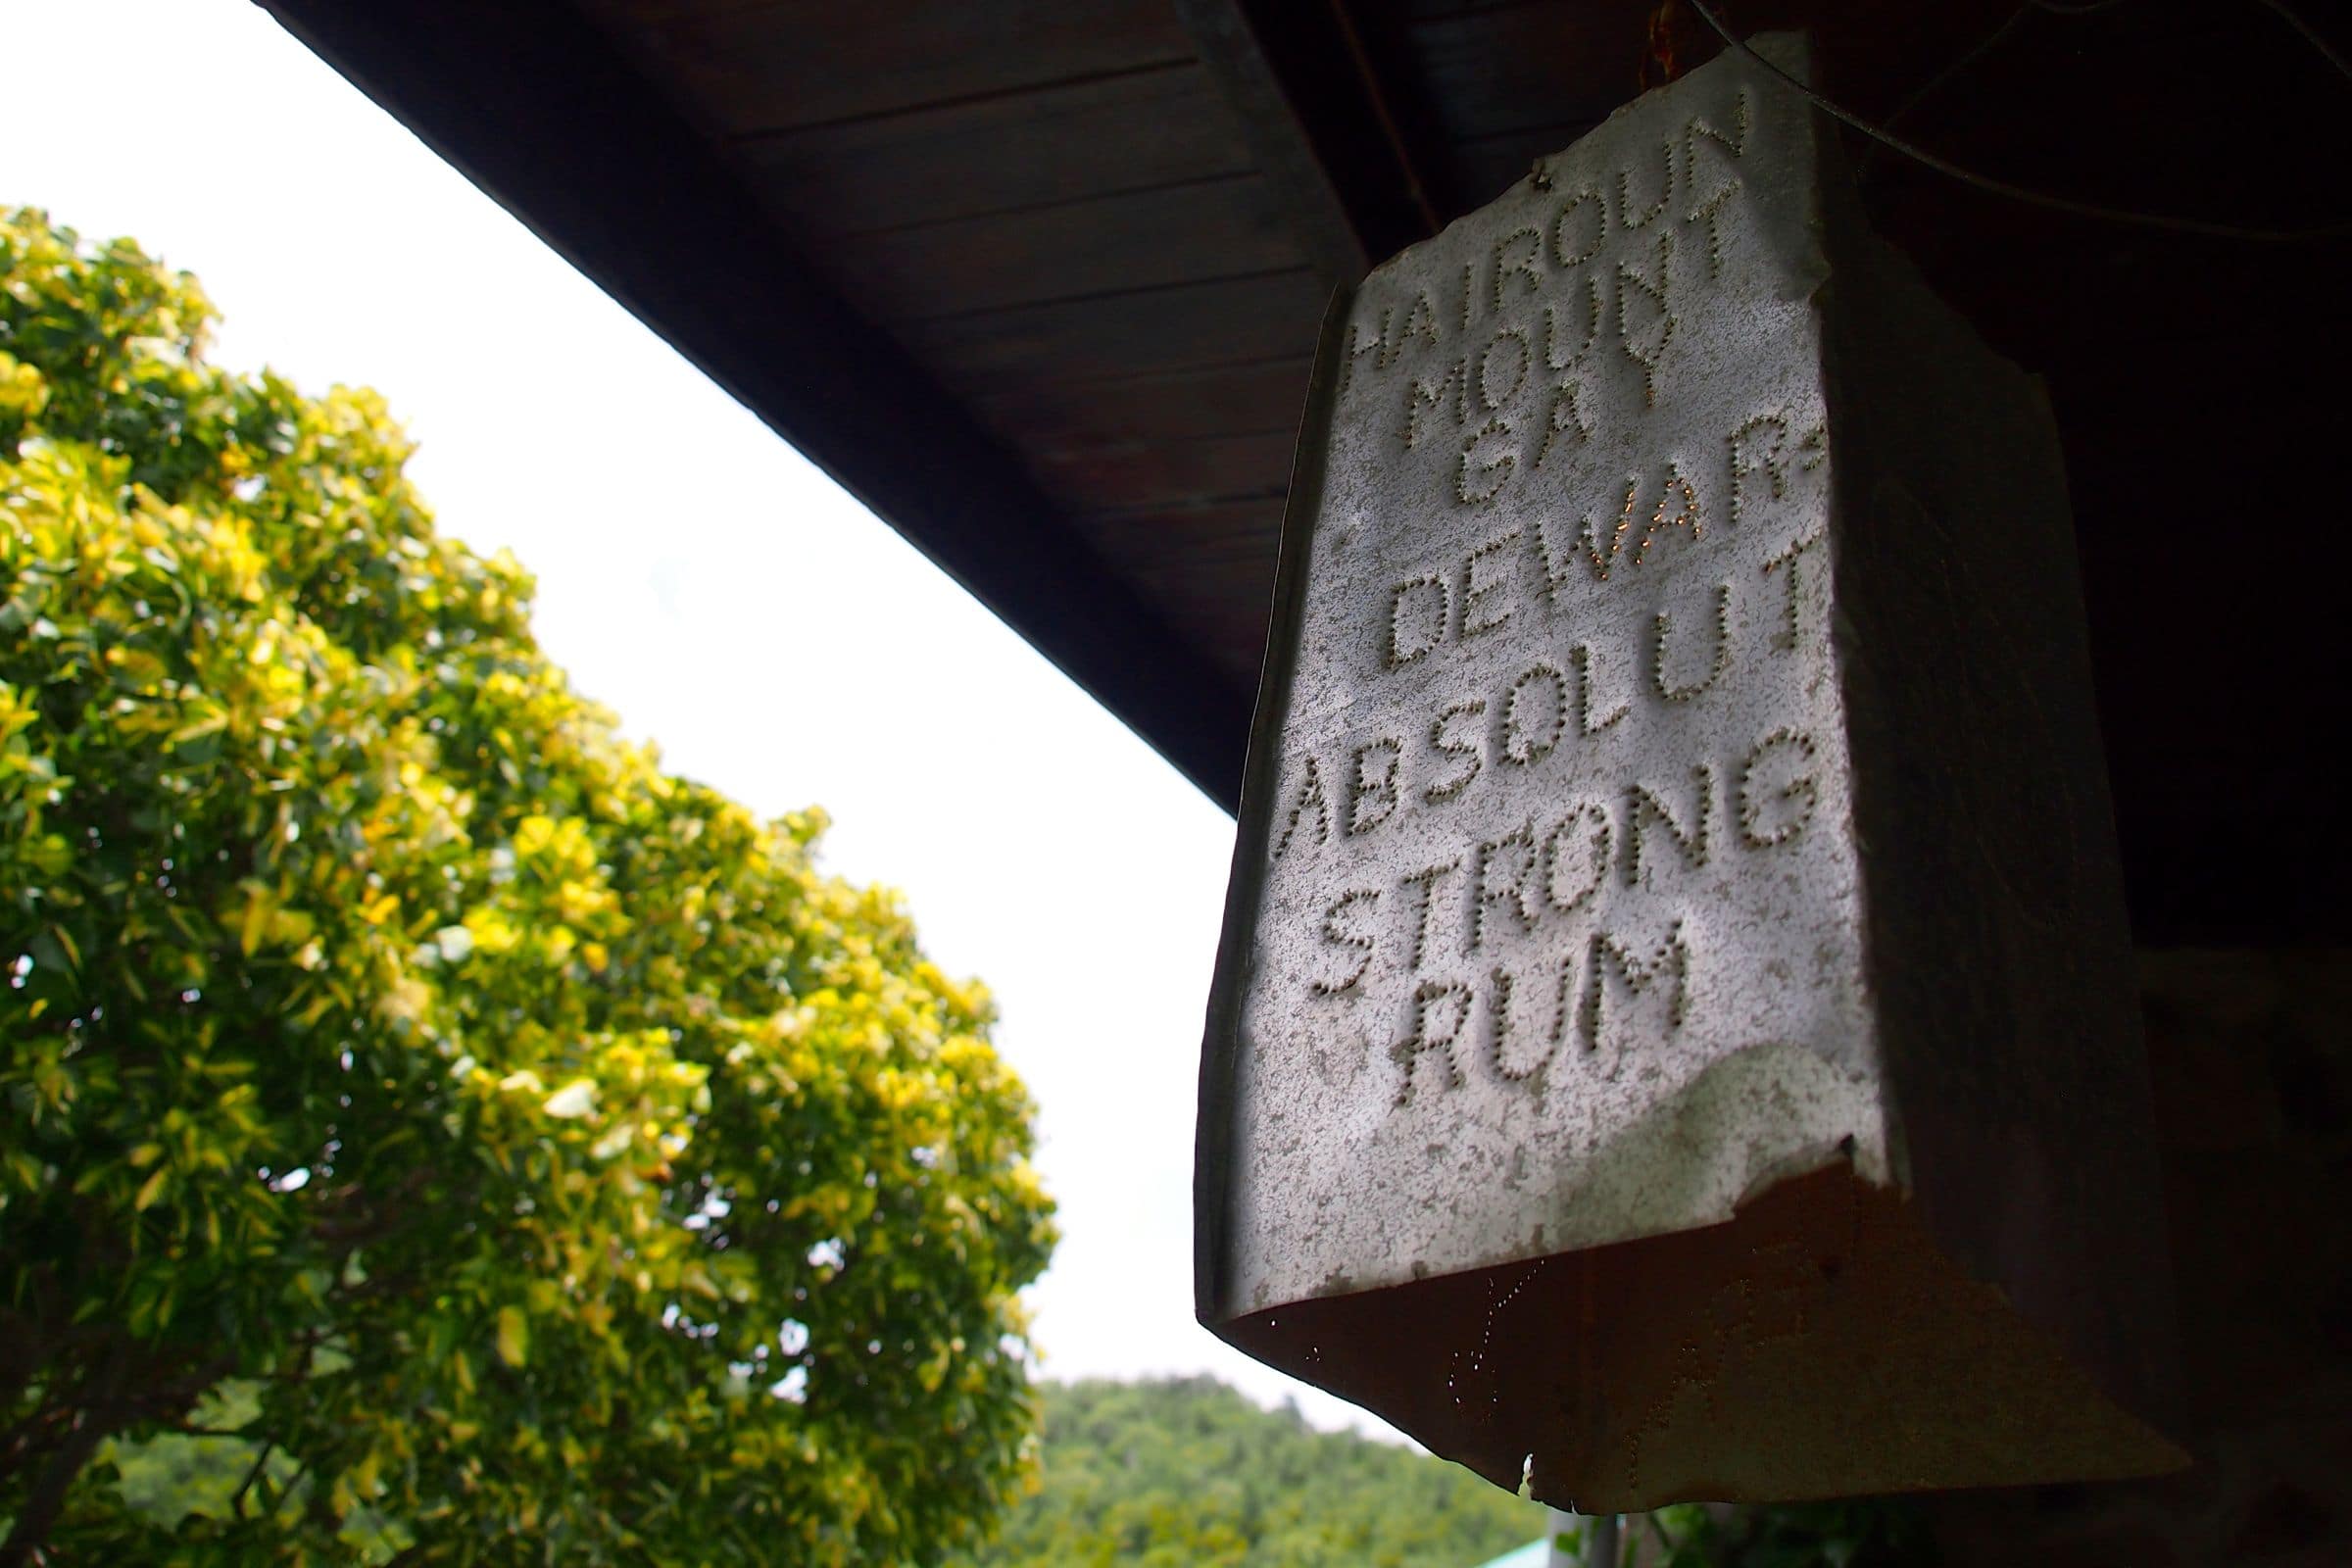 HAIROUN
MOUNT
GAY
DEWARS
ABSOLUT
STRONG
RUM